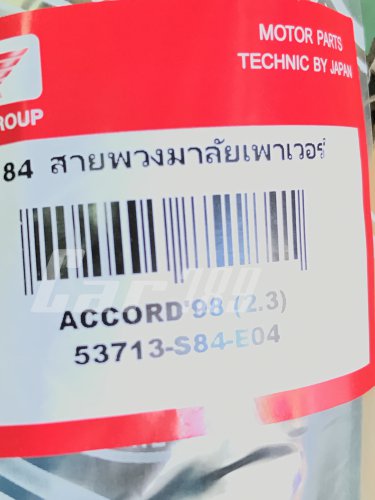 MOTOR PARTS
TECHNIC BY JAPAN
ROUP
84 สายพวงมาลัยเพาเวอร์
ACCORD'98 (2.3)
53713-S84-E04